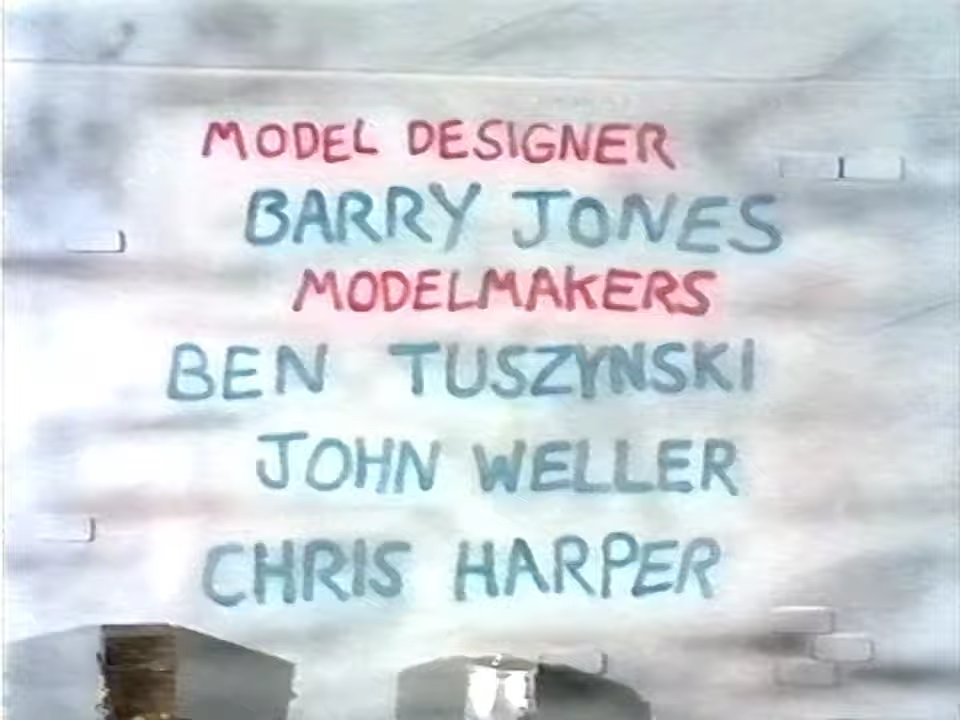 MODEL DESIGNER
BARRY JONES
MODELMAKERS
BEN TUSZYNSKI
JOHN WELLER
CHRIS HARPER